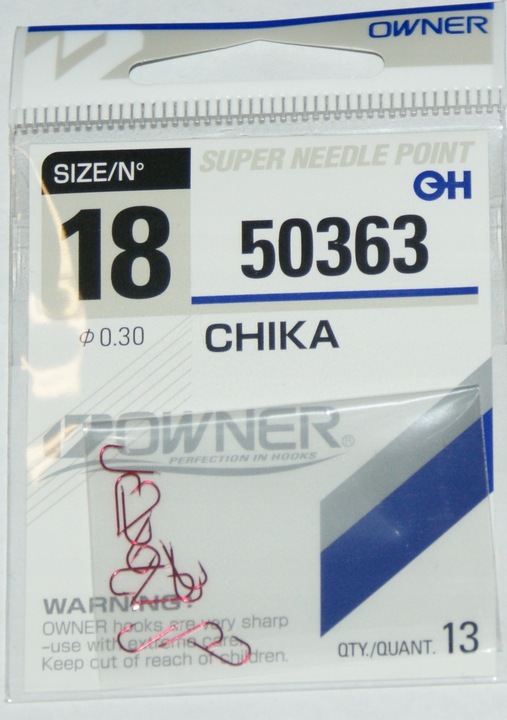 OWNER
SUPER NEEDLE POINT
SIZE/N°
OH
18
50363
ϕ0.30
CHIKA
OWNER®
PERFECTION IN HOOKS
WARNING!
OWNER hooks are very sharp
-use with extreme care.
Keep out of reach of children.
QTY./QUANT. 13